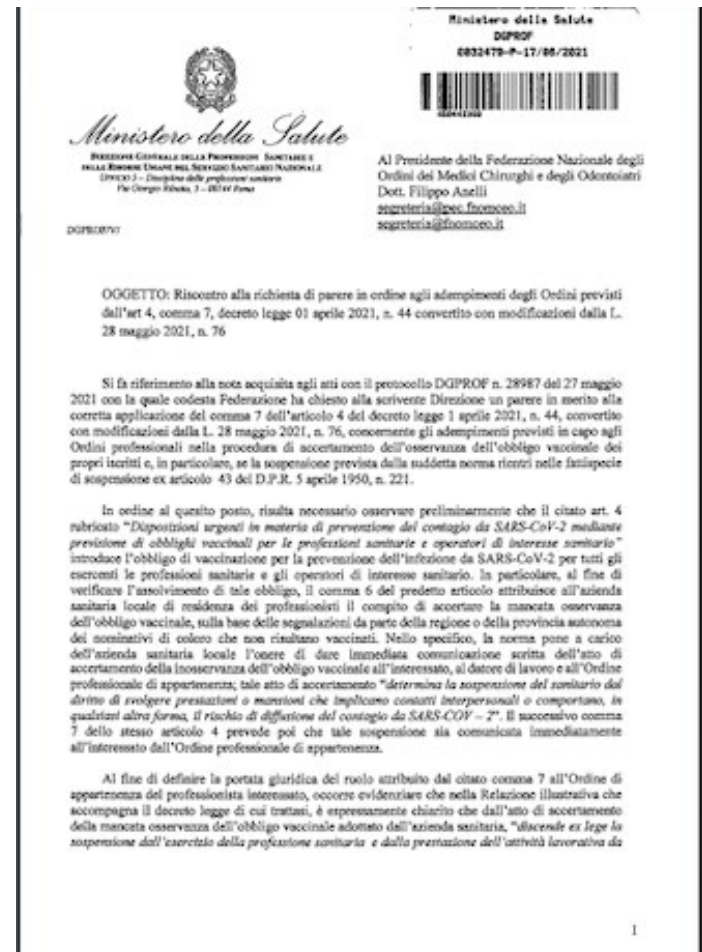 Ministero della Salute
DGPROF
0032479-P-17/06/2021
Ministero della Salute
DIREZIONE GENERALE DELLE PROFESSIONI SANITARIE E
DELLE RISORSE UMANE DEL SERVIZIO SANITARIO NAZIONALE
UFFICIO 5 – Disciplina delle professioni sanitarie
Via Giorgio Ribotta, 5 – 00144 Roma
DGPROF/V/
Al Presidente della Federazione Nazionale degli
Ordini dei Medici Chirurghi e degli Odontoiatri
Dott. Filippo Anelli
segreteria@pec.fnomceo.it
segreteria@fnomceo.it
OGGETTO: Riscontro alla richiesta di parere in ordine agli adempimenti degli Ordini previsti
dall'art 4, comma 7, decreto legge 01 aprile 2021, n. 44 convertito con modificazioni dalla L.
28 maggio 2021, n. 76
Si fa riferimento alla nota acquisita agli atti con il protocollo DGPROF n. 28987 del 27 maggio
2021 con la quale codesta Federazione ha chiesto alla scrivente Direzione un parere in merito alla
corretta applicazione del comma 7 dell'articolo 4 del decreto legge 1 aprile 2021, n. 44, convertito
con modificazioni dalla L. 28 maggio 2021, n. 76, concernente gli adempimenti previsti in capo agli
Ordini professionali nella procedura di accertamento dell'osservanza dell'obbligo vaccinale dei
propri iscritti e, in particolare, se la sospensione prevista dalla suddetta norma rientri nelle fattispecie
di sospensione ex articolo 43 del D.P.R. 5 aprile 1950, n. 221.
In ordine al quesito posto, risulta necessario osservare preliminarmente che il citato art. 4
rubricato "Disposizioni urgenti in materia di prevenzione del contagio da SARS-CoV-2 mediante
previsione di obblighi vaccinali per le professioni sanitarie e operatori di interesse sanitario"
introduce l'obbligo di vaccinazione per la prevenzione dell'infezione da SARS-CoV-2 per tutti gli
esercenti le professioni sanitarie e gli operatori di interesse sanitario. In particolare, al fine di
verificare l'assolvimento di tale obbligo, il comma 6 del predetto articolo attribuisce all'azienda
sanitaria locale di residenza dei professionisti il compito di accertare la mancata osservanza
dell'obbligo vaccinale, sulla base delle segnalazioni da parte della regione o della provincia autonoma
dei nominativi di coloro che non risultano vaccinati. Nello specifico, la norma pone a carico
dell'azienda sanitaria locale l'onere di dare immediata comunicazione scritta dell'atto di
accertamento della inosservanza dell'obbligo vaccinale all'interessato, al datore di lavoro e all'Ordine
professionale di appartenenza; tale atto di accertamento "determina la sospensione del sanitario dal
diritto di svolgere prestazioni o mansioni che implicano contatti interpersonali o comportano, in
qualsiasi altra forma, il rischio di diffusione del contagio da SARS-COV – 2". Il successivo comma
7 dello stesso articolo 4 prevede poi che tale sospensione sia comunicata immediatamente
all'interessato dall'Ordine professionale di appartenenza.
Al fine di definire la portata giuridica del ruolo attribuito dal citato comma 7 all'Ordine di
appartenenza del professionista interessato, occorre evidenziare che nella Relazione illustrativa che
accompagna il decreto legge di cui trattasi, è espressamente chiarito che dall'atto di accertamento
della mancata osservanza dell'obbligo vaccinale adottato dall'azienda sanitaria, "discende ex lege la
sospensione dall'esercizio della professione sanitaria e dalla prestazione dell'attività lavorativa da
1